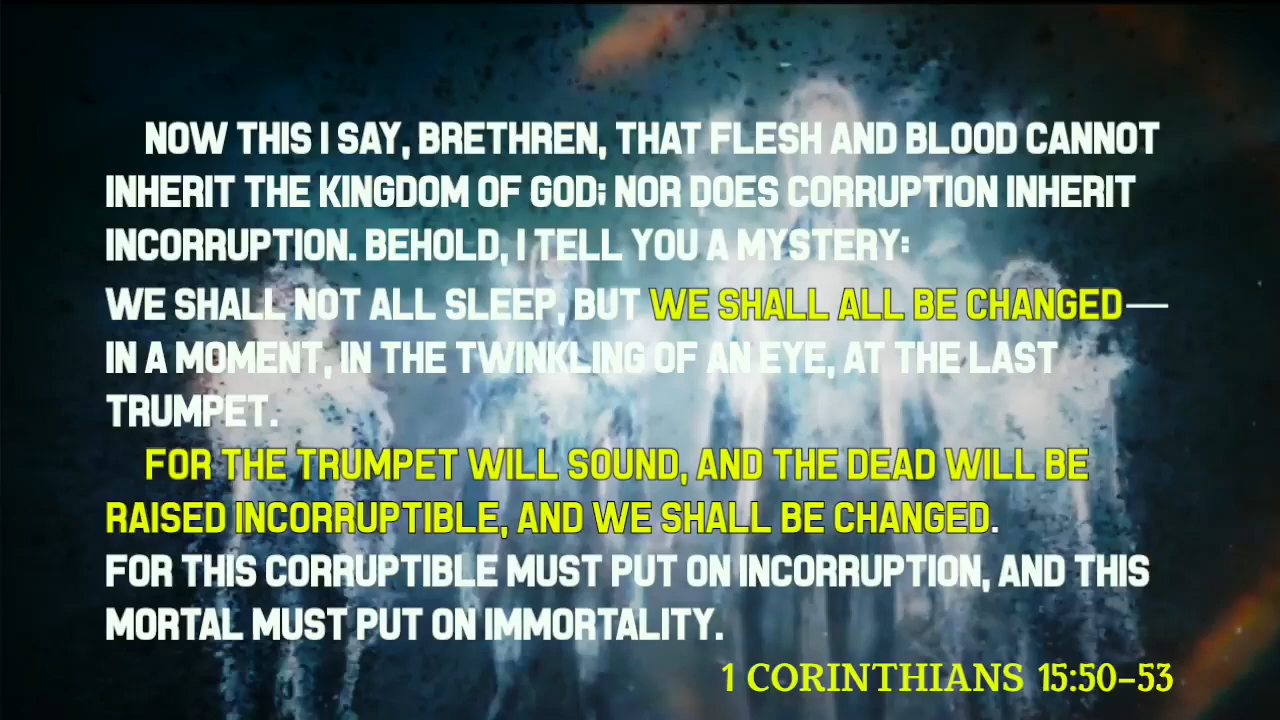 NOW THIS I SAY, BRETHREN, THAT FLESH AND BLOOD CANNOT
INHERIT THE KINGDOM OF GOD; NOR DOES CORRUPTION INHERIT
INCORRUPTION. BEHOLD, I TELL YOU A MYSTERY:
WE SHALL NOT ALL SLEEP, BUT WE SHALL ALL BE CHANGED—
IN A MOMENT, IN THE TWINKLING OF AN EYE, AT THE LAST
TRUMPET.
FOR THE TRUMPET WILL SOUND, AND THE DEAD WILL BE
RAISED INCORRUPTIBLE, AND WE SHALL BE CHANGED.
FOR THIS CORRUPTIBLE MUST PUT ON INCORRUPTION, AND THIS
MORTAL MUST PUT ON IMMORTALITY.
1 CORINTHIANS 15:50–53